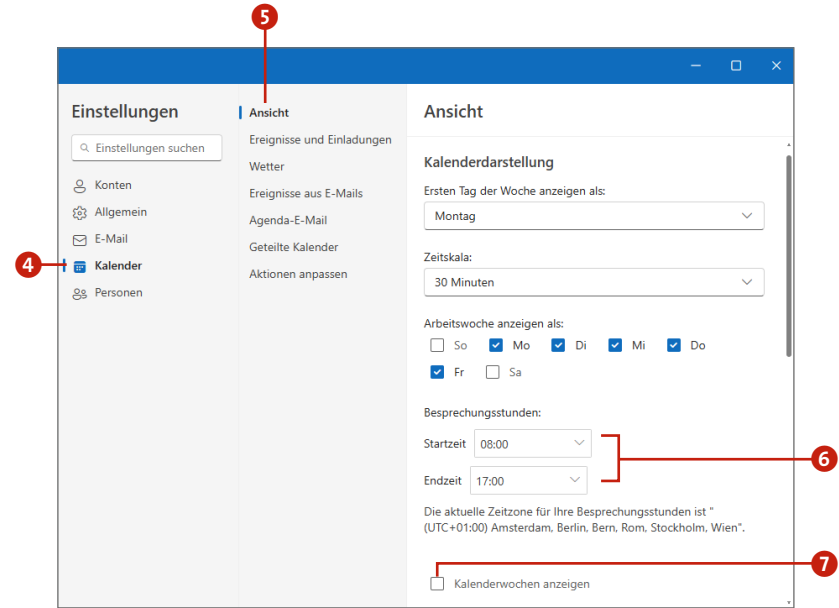 5
Einstellungen
Einstellungen suchen
Konten
Allgemein
E-Mail
4
Kalender
Personen
Ansicht
Ereignisse und Einladungen
Wetter
Ereignisse aus E-Mails
Agenda-E-Mail
Geteilte Kalender
Aktionen anpassen
Ansicht
Kalenderdarstellung
Ersten Tag der Woche anzeigen als:
Montag
Zeitskala:
30 Minuten
Arbeitswoche anzeigen als:
So Mo Di Mi Do
Fr Sa
Besprechungsstunden:
Startzeit 08:00
6
Endzeit 17:00
Die aktuelle Zeitzone für Ihre Besprechungsstunden ist "
(UTC+01:00) Amsterdam, Berlin, Bern, Rom, Stockholm, Wien".
7
Kalenderwochen anzeigen